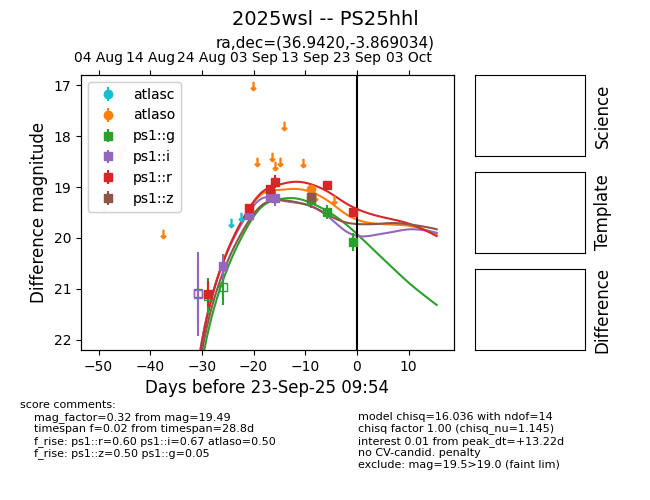 2025wsl -- PS25hhl
ra,dec=(36.9420,-3.869034)
04 Aug 14 Aug 24 Aug 03 Sep 13 Sep 23 Sep 03 Oct
17
18
19
20
21
22
Difference magnitude
atlasc
atlaso
ps1::g
ps1::i
ps1::r
ps1::z
−50 −40 −30 −20 −10 0 10
Days before 23-Sep-25 09:54
Science
Template
Difference
score comments:
mag_factor=0.32 from mag=19.49
timespan f=0.02 from timespan=28.8d
f_rise: ps1::r=0.60 ps1::i=0.67 atlaso=0.50
f_rise: ps1::z=0.50 ps1::g=0.05
model chisq=16.036 with ndof=14
chisq factor 1.00 (chisq_nu=1.145)
interest 0.01 from peak_dt=+13.22d
no CV-candid. penalty
exclude: mag=19.5>19.0 (faint lim)